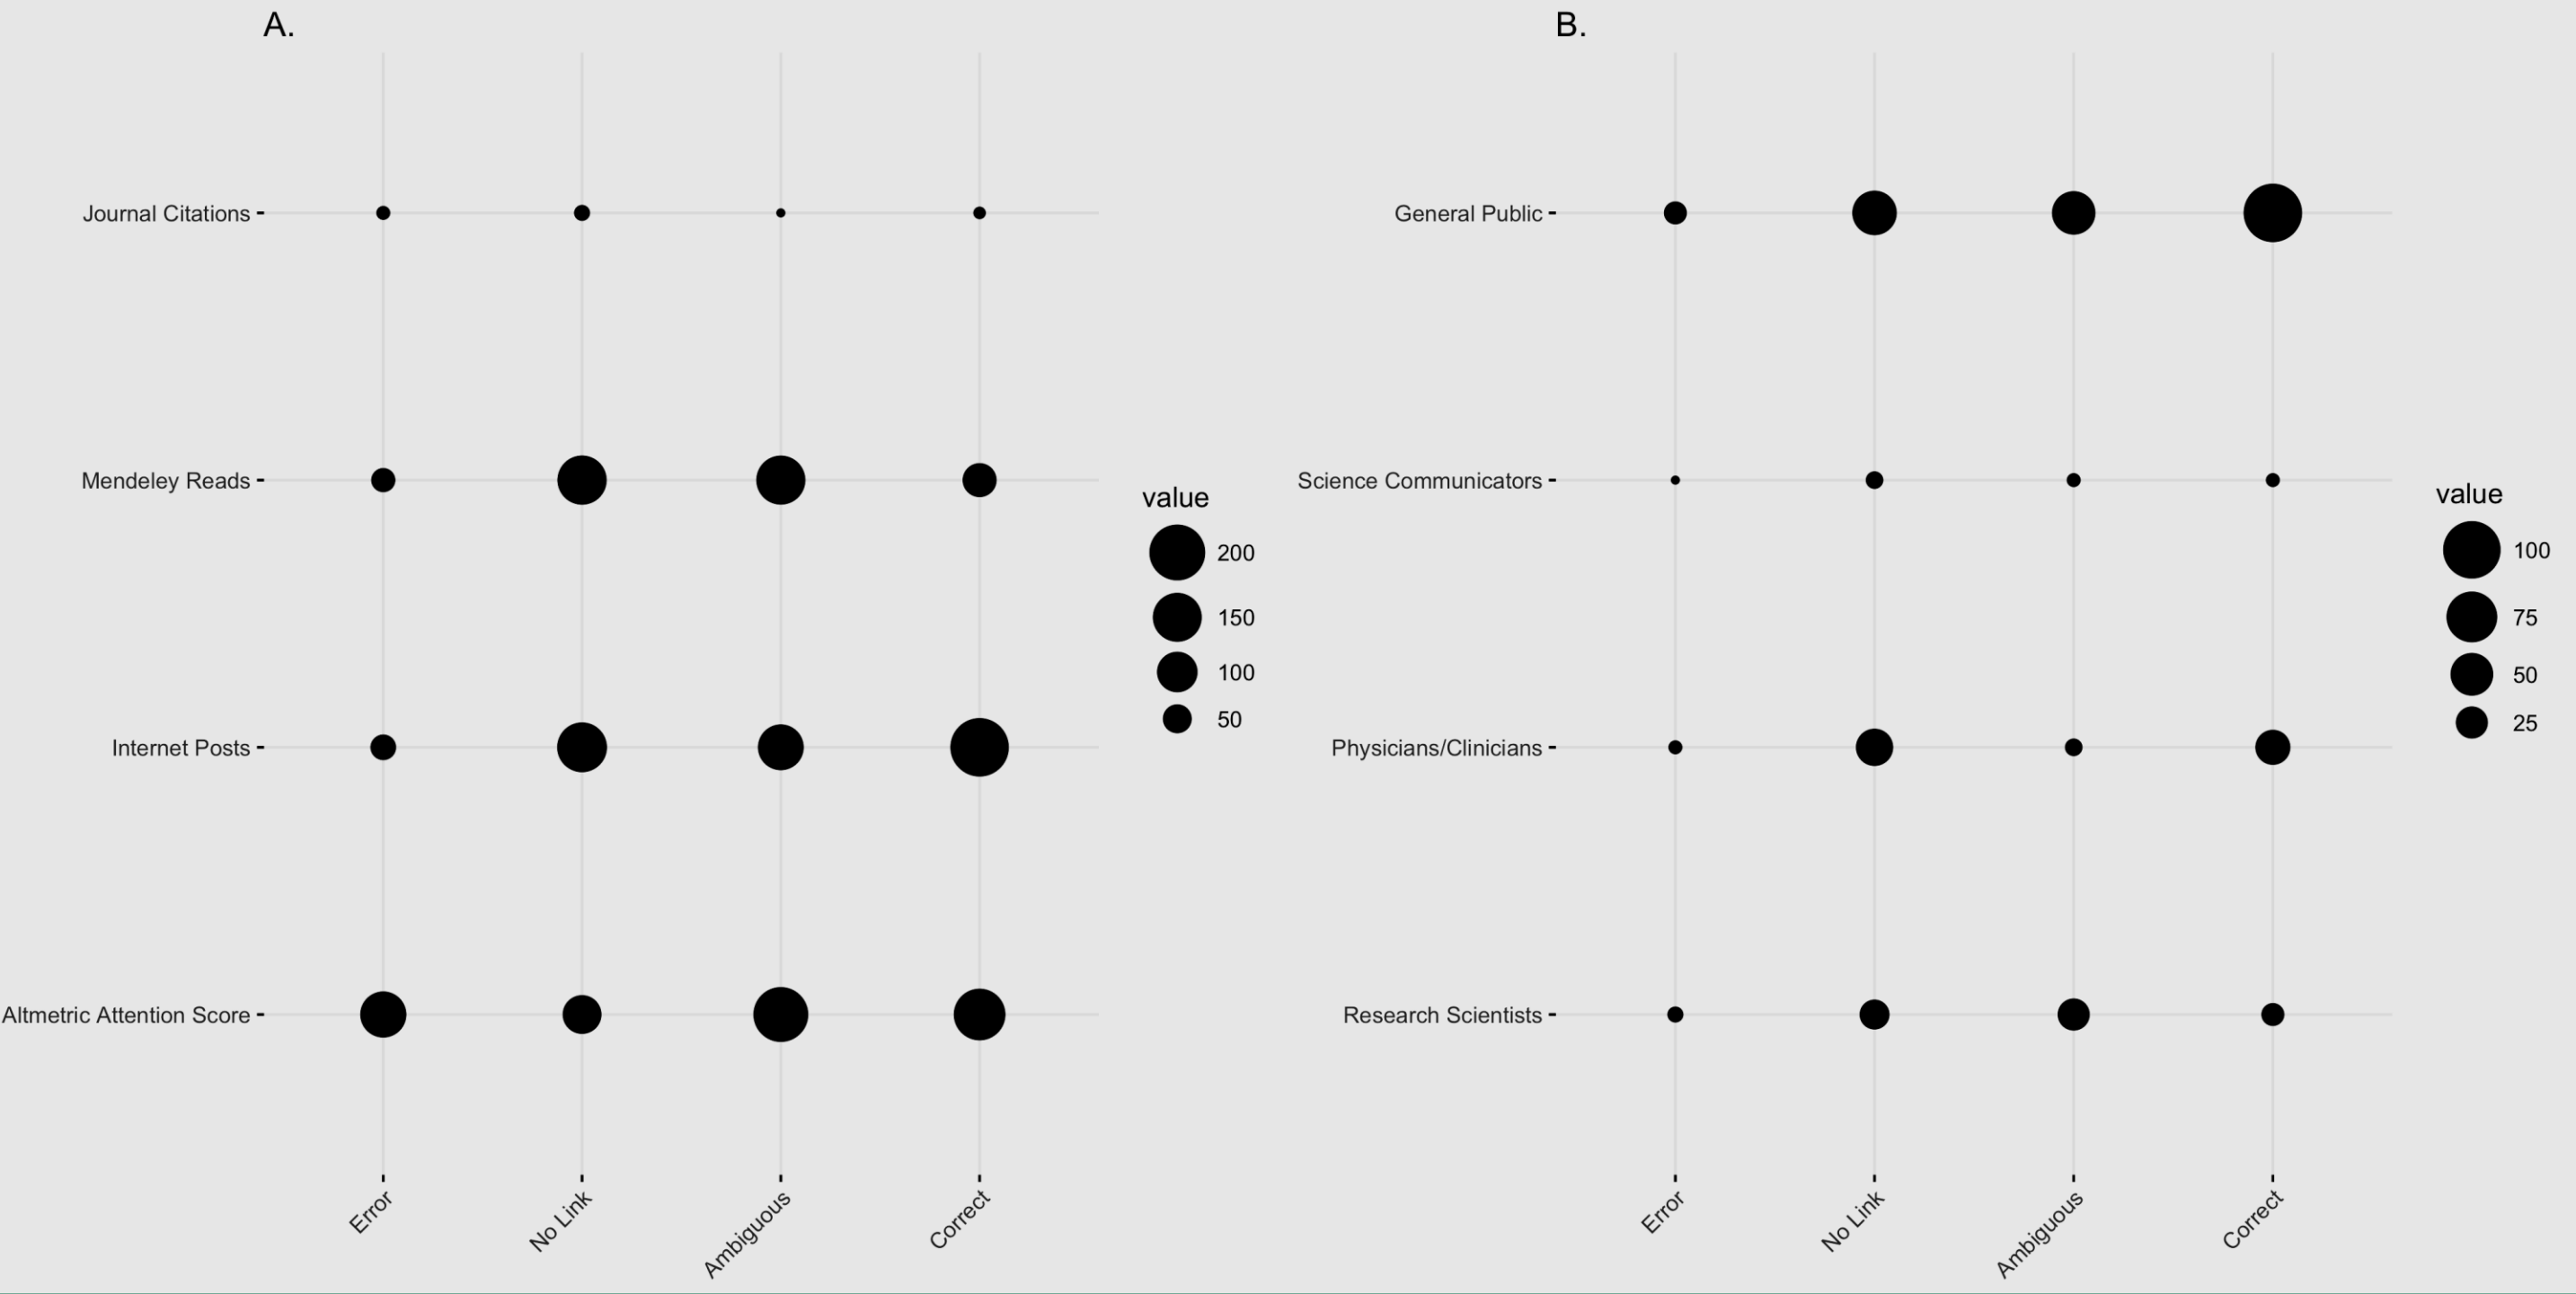 A.
Journal Citations
Mendeley Reads
Internet Posts
Altmetric Attention Score
Error
No Link
Ambiguous
Correct
value
200
150
100
50
B.
General Public
Science Communicators
Physicians/Clinicians
Research Scientists
Error
No Link
Ambiguous
Correct
value
100
75
50
25